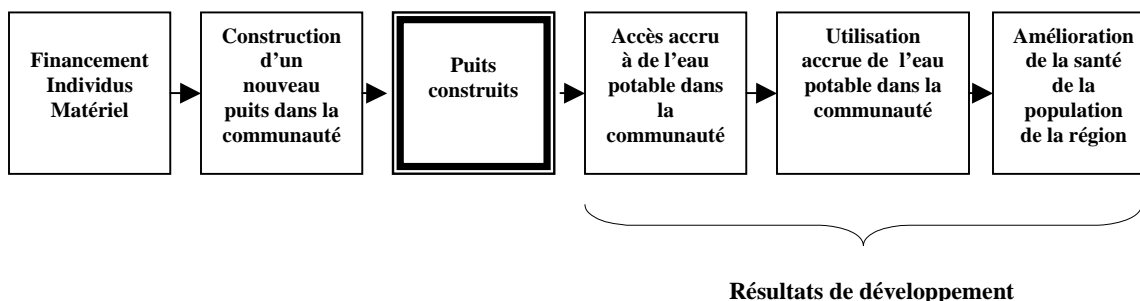 Financement
Individus
Matériel
Construction
d’un
nouveau
puits dans la
communauté
Puits
construits
Accès accru
à de l’eau
potable dans
la
communauté
Utilisation
accrue de l’eau
potable dans la
communauté
Amélioration
de la santé
de la
population
de la région
Résultats de développement